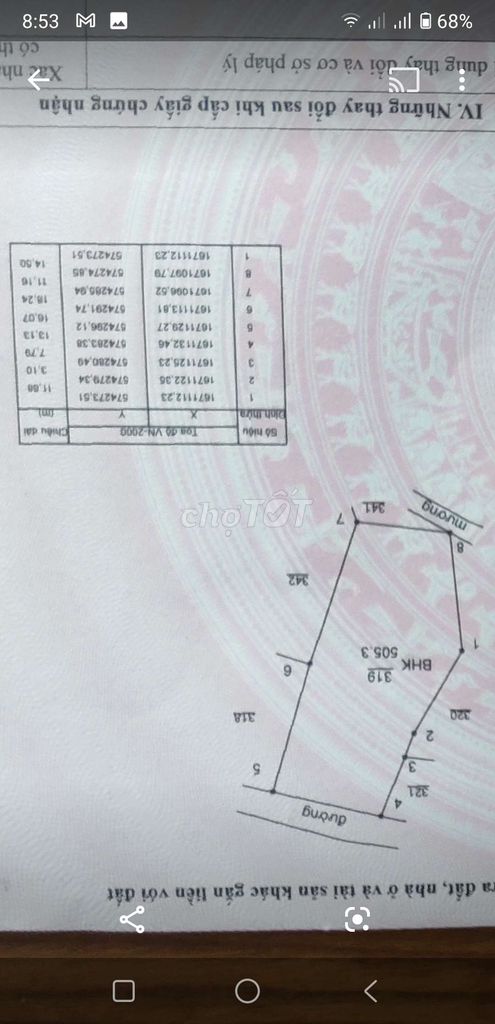 8:53 68%
ửa đất, nhà ở và tài sản khác gắn liền với đất
đường
4
321
3
5
2
318
320
6
319
BHK 505.3
1
342
8
7
341
mương
Số hiệu đỉnh thửa Tọa độ VN-2000 Chiều dài (m)
X Y
1 1671112,23 574273,51
11,68
2 1671122,35 574279,34
3,10
3 1671125,23 574280,49
7,79
4 1671132,46 574283,38
13,13
5 1671129,27 574296,12
16,07
6 1671113,81 574291,74
18,24
7 1671096,52 574285,94
11,16
8 1671097,79 574274,85
14,50
1 1671112,23 574273,51
chợTỐT
IV. Những thay đổi sau khi cấp giấy chứng nhận
dung thay đổi và cơ sở pháp lý
Xác
có